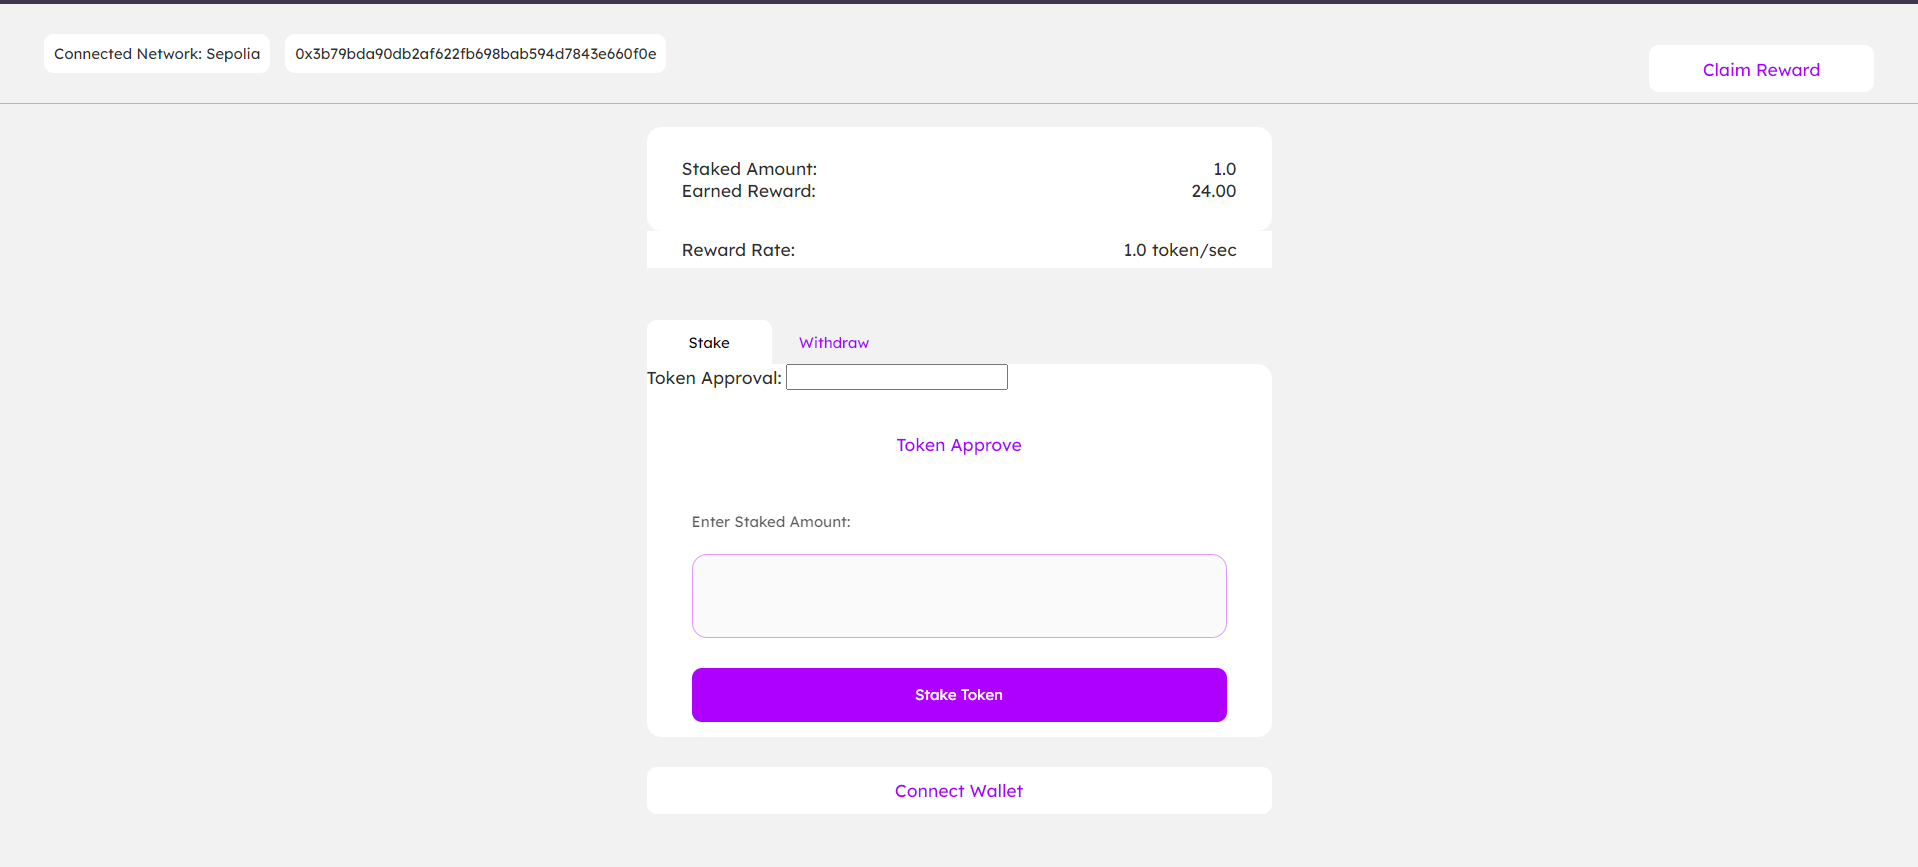 Connected Network: Sepolia
0x3b79bda90db2af622fb698bab594d7843e660f0e
Claim Reward
Staked Amount: 1.0
Earned Reward: 24.00
Reward Rate: 1.0 token/sec
Stake Withdraw
Token Approval:
Token Approve
Enter Staked Amount:
Stake Token
Connect Wallet